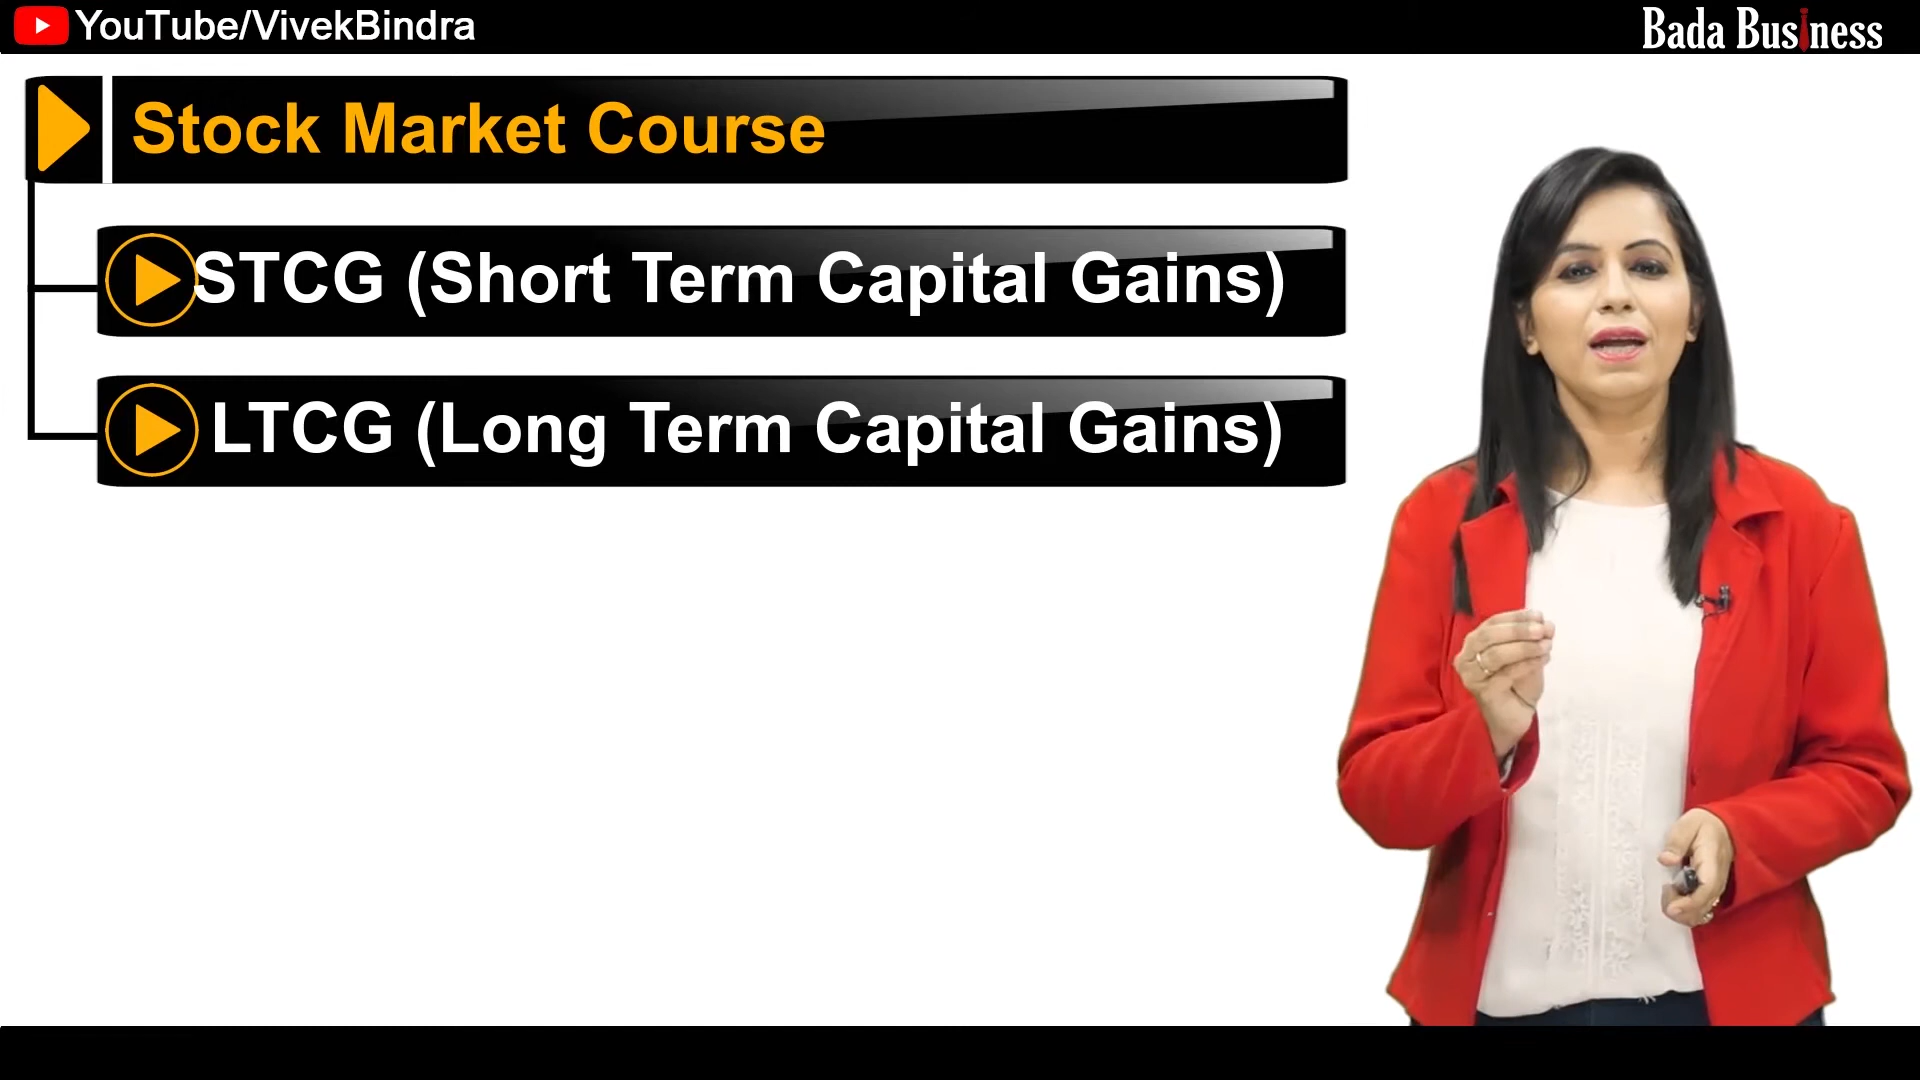 YouTube/VivekBindra
Bada Business
Stock Market Course
STCG (Short Term Capital Gains)
LTCG (Long Term Capital Gains)